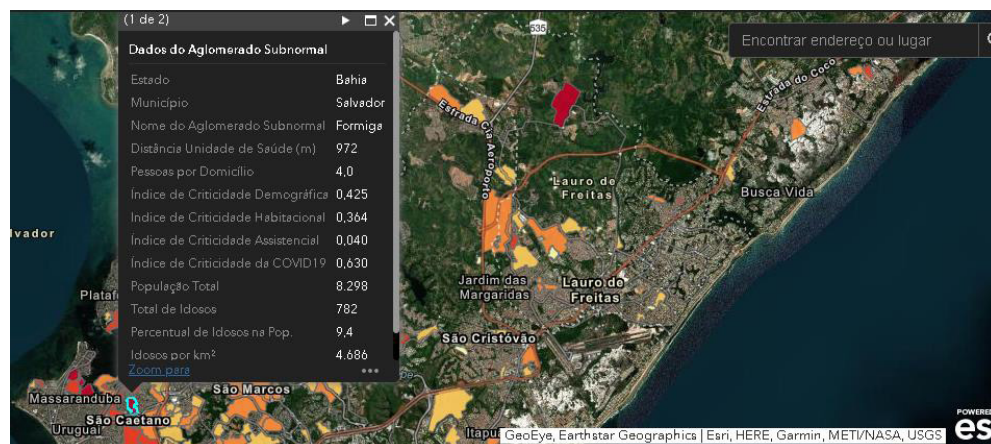 (1 de 2)
Dados do Aglomerado Subnormal
Estado Bahia
Município Salvador
Nome do Aglomerado Subnormal Formiga
Distância Unidade de Saúde (m) 972
Pessoas por Domicílio 4,0
Índice de Criticidade Demográfica 0,425
Indice de Criticidade Habitacional 0,364
Índice de Criticidade Assistencial 0,040
Índice de Criticidade da COVID19 0,630
População Total 8.298
Total de Idosos 782
Percentual de Idosos na Pop. 9,4
Idosos por km² 4.686
Zoom para
Encontrar endereço ou lugar
535
Estrada do Coco
Estrada Cia Aeroporto
Lauro de
Freitas
Busca Vida
Jardim das
Margaridas
Lauro de
Freitas
São Cristóvão
São Marcos
Massaranduba
São Caetano
Uruguai
GeoEye, Earthstar Geographics | Esri, HERE, Garmin, METI/NASA, USGS
POWERED